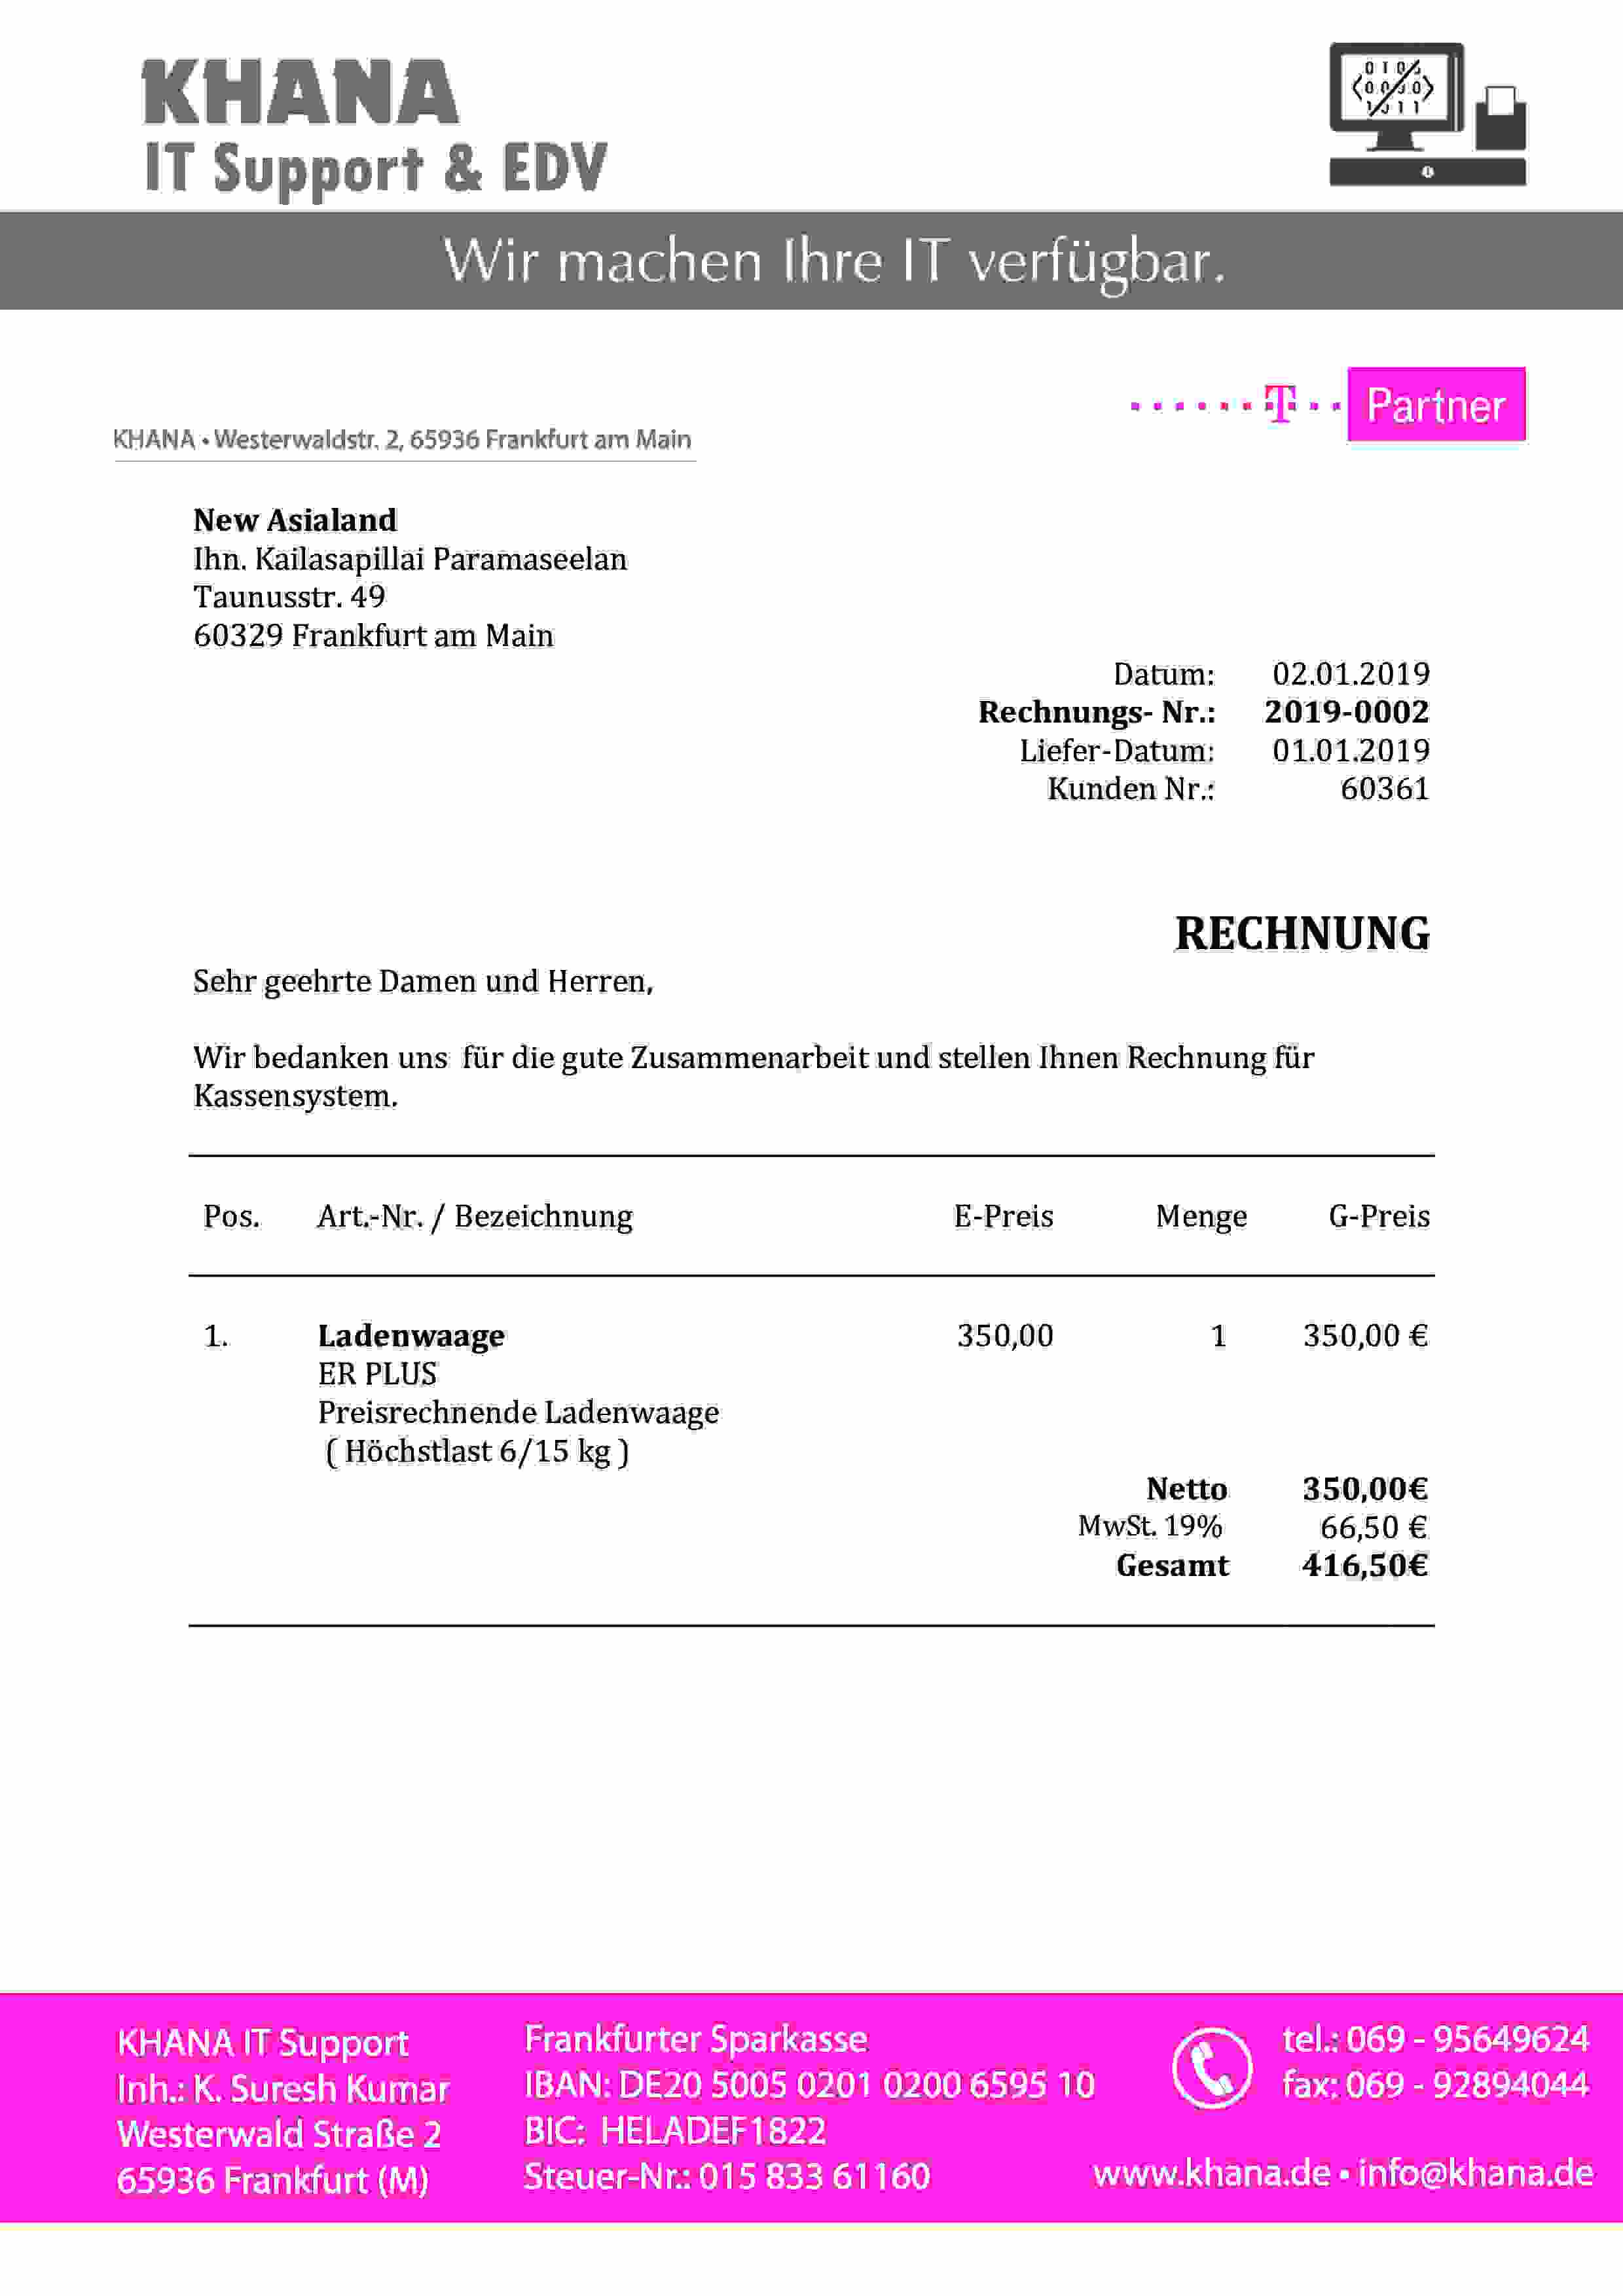 KHANA
IT Support & EDV
Wir machen Ihre IT verfügbar.
T Partner
KHANA • Westerwaldstr. 2, 65936 Frankfurt am Main
New Asialand
Ihn. Kailasapillai Paramaseelan
Taunusstr. 49
60329 Frankfurt am Main
Datum: 02.01.2019
Rechnungs- Nr.: 2019-0002
Liefer-Datum: 01.01.2019
Kunden Nr.: 60361
RECHNUNG
Sehr geehrte Damen und Herren,
Wir bedanken uns für die gute Zusammenarbeit und stellen Ihnen Rechnung für
Kassensystem.
Pos. Art.-Nr. / Bezeichnung E-Preis Menge G-Preis
1. Ladenwaage 350,00 1 350,00 €
ER PLUS
Preisrechnende Ladenwaage
( Höchstlast 6/15 kg )
Netto 350,00€
MwSt. 19% 66,50 €
Gesamt 416,50€
KHANA IT Support
Inh.: K. Suresh Kumar
Westerwald Straße 2
65936 Frankfurt (M)
Frankfurter Sparkasse
IBAN: DE20 5005 0201 0200 6595 10
BIC: HELADEF1822
Steuer-Nr.: 015 833 61160
tel.: 069 - 95649624
fax: 069 - 92894044
www.khana.de • info@khana.de